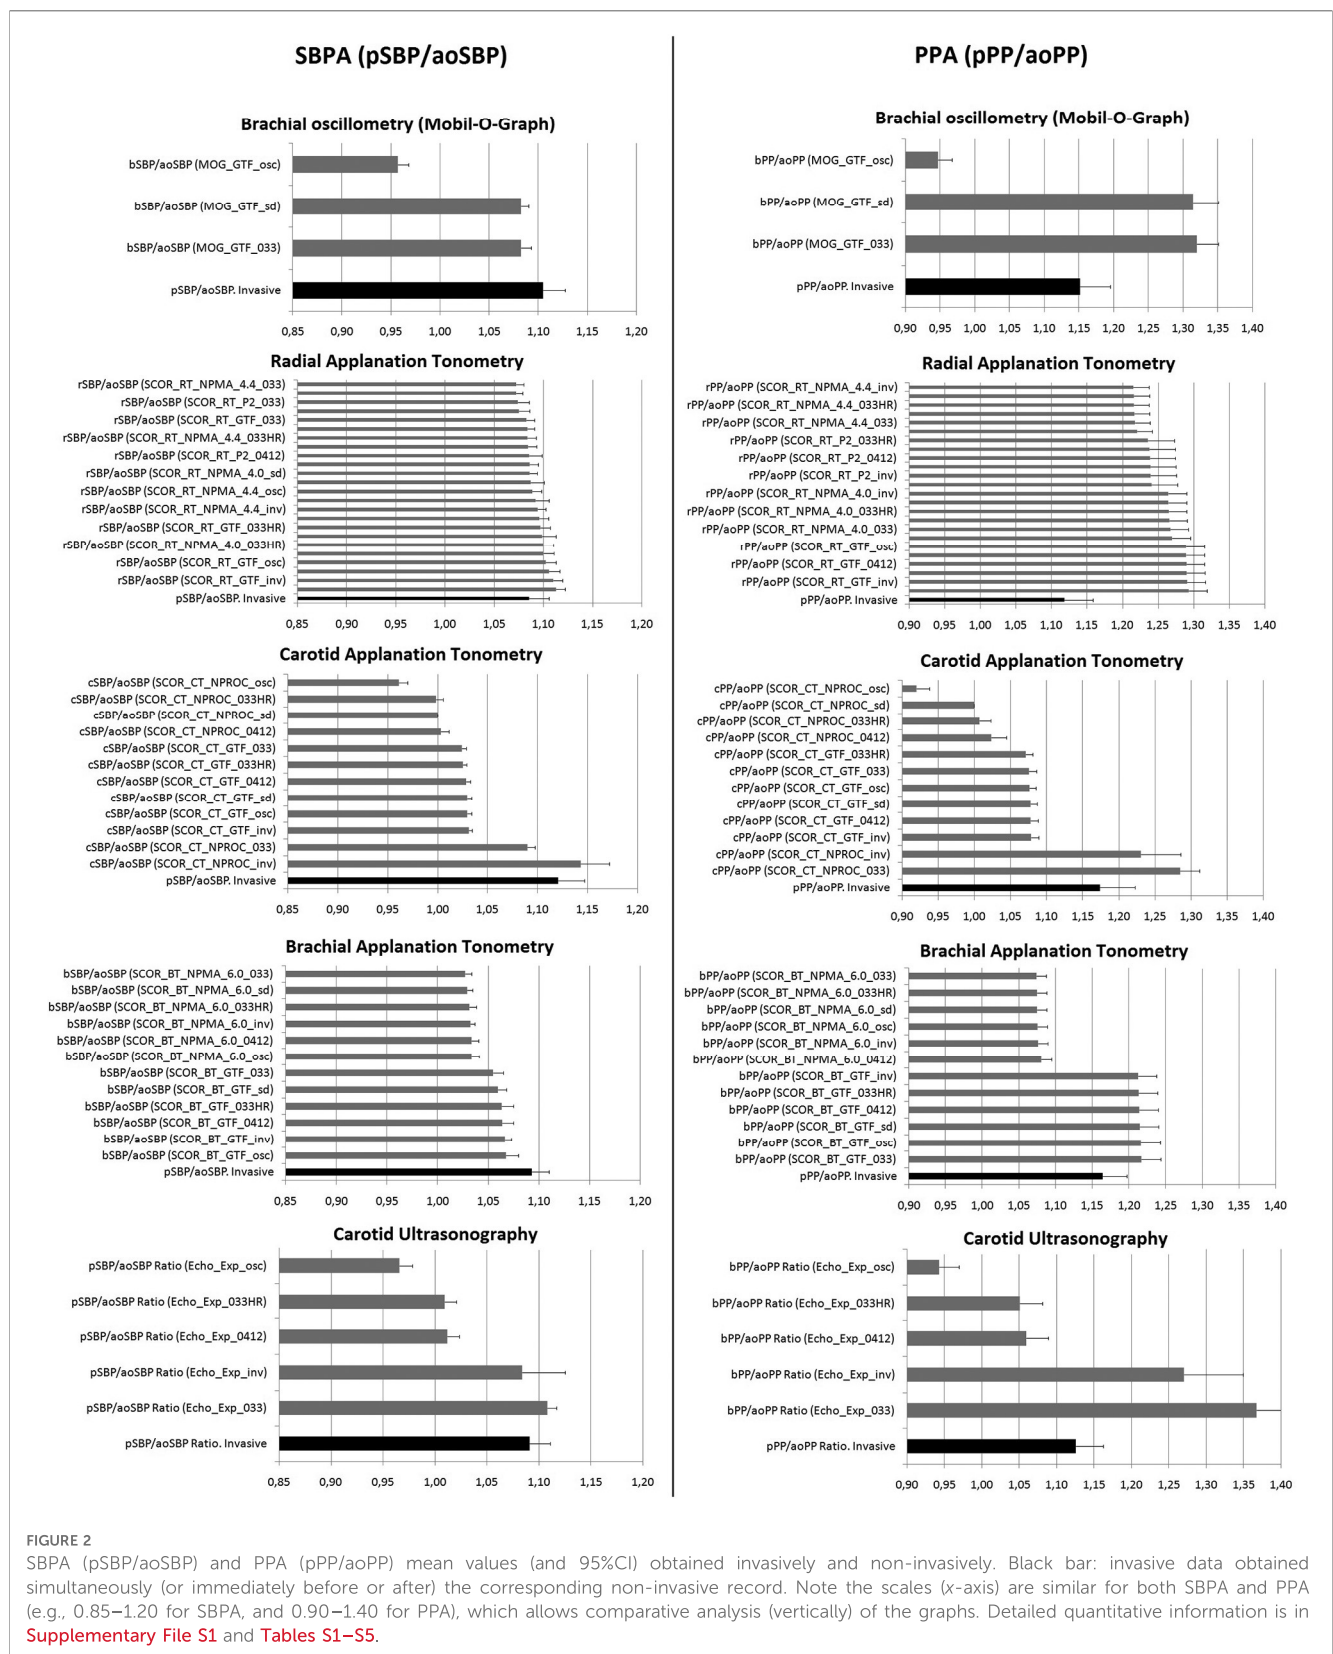 SBPA (pSBP/aoSBP)
Brachial oscillometry (Mobil-O-Graph)
bSBP/aoSBP (MOG_GTF_osc)
bSBP/aoSBP (MOG_GTF_sd)
bSBP/aoSBP (MOG_GTF_033)
pSBP/aoSBP. Invasive
0,85 0,90 0,95 1,00 1,05 1,10 1,15 1,20
Radial Applanation Tonometry
rSBP/aoSBP (SCOR_RT_NPMA_4.4_033)
rSBP/aoSBP (SCOR_RT_P2_033)
rSBP/aoSBP (SCOR_RT_GTF_033)
rSBP/aoSBP (SCOR_RT_NPMA_4.4_033HR)
rSBP/aoSBP (SCOR_RT_P2_0412)
rSBP/aoSBP (SCOR_RT_NPMA_4.0_sd)
rSBP/aoSBP (SCOR_RT_NPMA_4.4_osc)
rSBP/aoSBP (SCOR_RT_NPMA_4.4_inv)
rSBP/aoSBP (SCOR_RT_GTF_033HR)
rSBP/aoSBP (SCOR_RT_NPMA_4.0_033HR)
rSBP/aoSBP (SCOR_RT_GTF_osc)
rSBP/aoSBP (SCOR_RT_GTF_inv)
pSBP/aoSBP. Invasive
0,85 0,90 0,95 1,00 1,05 1,10 1,15 1,20
Carotid Applanation Tonometry
cSBP/aoSBP (SCOR_CT_NPROC_osc)
cSBP/aoSBP (SCOR_CT_NPROC_033HR)
cSBP/aoSBP (SCOR_CT_NPROC_sd)
cSBP/aoSBP (SCOR_CT_NPROC_0412)
cSBP/aoSBP (SCOR_CT_GTF_033)
cSBP/aoSBP (SCOR_CT_GTF_033HR)
cSBP/aoSBP (SCOR_CT_GTF_0412)
cSBP/aoSBP (SCOR_CT_GTF_sd)
cSBP/aoSBP (SCOR_CT_GTF_osc)
cSBP/aoSBP (SCOR_CT_GTF_inv)
cSBP/aoSBP (SCOR_CT_NPROC_033)
cSBP/aoSBP (SCOR_CT_NPROC_inv)
pSBP/aoSBP. Invasive
0,85 0,90 0,95 1,00 1,05 1,10 1,15 1,20
Brachial Applanation Tonometry
bSBP/aoSBP (SCOR_BT_NPMA_6.0_033)
bSBP/aoSBP (SCOR_BT_NPMA_6.0_sd)
bSBP/aoSBP (SCOR_BT_NPMA_6.0_033HR)
bSBP/aoSBP (SCOR_BT_NPMA_6.0_inv)
bSBP/aoSBP (SCOR_BT_NPMA_6.0_0412)
bSBP/aoSBP (SCOR_BT_NPMA_6.0_osc)
bSBP/aoSBP (SCOR_BT_GTF_033)
bSBP/aoSBP (SCOR_BT_GTF_sd)
bSBP/aoSBP (SCOR_BT_GTF_033HR)
bSBP/aoSBP (SCOR_BT_GTF_0412)
bSBP/aoSBP (SCOR_BT_GTF_inv)
bSBP/aoSBP (SCOR_BT_GTF_osc)
pSBP/aoSBP. Invasive
0,85 0,90 0,95 1,00 1,05 1,10 1,15 1,20
Carotid Ultrasonography
pSBP/aoSBP Ratio (Echo_Exp_osc)
pSBP/aoSBP Ratio (Echo_Exp_033HR)
pSBP/aoSBP Ratio (Echo_Exp_0412)
pSBP/aoSBP Ratio (Echo_Exp_inv)
pSBP/aoSBP Ratio (Echo_Exp_033)
pSBP/aoSBP Ratio. Invasive
0,85 0,90 0,95 1,00 1,05 1,10 1,15 1,20
PPA (pPP/aoPP)
Brachial oscillometry (Mobil-O-Graph)
bPP/aoPP (MOG_GTF_osc)
bPP/aoPP (MOG_GTF_sd)
bPP/aoPP (MOG_GTF_033)
pPP/aoPP. Invasive
0,90 0,95 1,00 1,05 1,10 1,15 1,20 1,25 1,30 1,35 1,40
Radial Applanation Tonometry
rPP/aoPP (SCOR_RT_NPMA_4.4_inv)
rPP/aoPP (SCOR_RT_NPMA_4.4_033HR)
rPP/aoPP (SCOR_RT_NPMA_4.4_033)
rPP/aoPP (SCOR_RT_P2_033HR)
rPP/aoPP (SCOR_RT_P2_0412)
rPP/aoPP (SCOR_RT_P2_inv)
rPP/aoPP (SCOR_RT_NPMA_4.0_inv)
rPP/aoPP (SCOR_RT_NPMA_4.0_033HR)
rPP/aoPP (SCOR_RT_NPMA_4.0_033)
rPP/aoPP (SCOR_RT_GTF_osc)
rPP/aoPP (SCOR_RT_GTF_0412)
rPP/aoPP (SCOR_RT_GTF_inv)
pPP/aoPP. Invasive
0,90 0,95 1,00 1,05 1,10 1,15 1,20 1,25 1,30 1,35 1,40
Carotid Applanation Tonometry
cPP/aoPP (SCOR_CT_NPROC_osc)
cPP/aoPP (SCOR_CT_NPROC_sd)
cPP/aoPP (SCOR_CT_NPROC_033HR)
cPP/aoPP (SCOR_CT_NPROC_0412)
cPP/aoPP (SCOR_CT_GTF_033HR)
cPP/aoPP (SCOR_CT_GTF_033)
cPP/aoPP (SCOR_CT_GTF_osc)
cPP/aoPP (SCOR_CT_GTF_sd)
cPP/aoPP (SCOR_CT_GTF_0412)
cPP/aoPP (SCOR_CT_GTF_inv)
cPP/aoPP (SCOR_CT_NPROC_inv)
cPP/aoPP (SCOR_CT_NPROC_033)
pPP/aoPP. Invasive
0,90 0,95 1,00 1,05 1,10 1,15 1,20 1,25 1,30 1,35 1,40
Brachial Applanation Tonometry
bPP/aoPP (SCOR_BT_NPMA_6.0_033)
bPP/aoPP (SCOR_BT_NPMA_6.0_033HR)
bPP/aoPP (SCOR_BT_NPMA_6.0_sd)
bPP/aoPP (SCOR_BT_NPMA_6.0_osc)
bPP/aoPP (SCOR_BT_NPMA_6.0_inv)
bPP/aoPP (SCOR_BT_NPMA_6.0_0412)
bPP/aoPP (SCOR_BT_GTF_inv)
bPP/aoPP (SCOR_BT_GTF_033HR)
bPP/aoPP (SCOR_BT_GTF_0412)
bPP/aoPP (SCOR_BT_GTF_sd)
bPP/aoPP (SCOR_BT_GTF_osc)
bPP/aoPP (SCOR_BT_GTF_033)
pPP/aoPP. Invasive
0,90 0,95 1,00 1,05 1,10 1,15 1,20 1,25 1,30 1,35 1,40
Carotid Ultrasonography
bPP/aoPP Ratio (Echo_Exp_osc)
bPP/aoPP Ratio (Echo_Exp_033HR)
bPP/aoPP Ratio (Echo_Exp_0412)
bPP/aoPP Ratio (Echo_Exp_inv)
bPP/aoPP Ratio (Echo_Exp_033)
pPP/aoPP Ratio. Invasive
0,90 0,95 1,00 1,05 1,10 1,15 1,20 1,25 1,30 1,35 1,40
FIGURE 2
SBPA (pSBP/aoSBP) and PPA (pPP/aoPP) mean values (and 95%CI) obtained invasively and non-invasively. Black bar: invasive data obtained
simultaneously (or immediately before or after) the corresponding non-invasive record. Note the scales (x-axis) are similar for both SBPA and PPA
(e.g., 0.85–1.20 for SBPA, and 0.90–1.40 for PPA), which allows comparative analysis (vertically) of the graphs. Detailed quantitative information is in
Supplementary File S1 and Tables S1–S5.